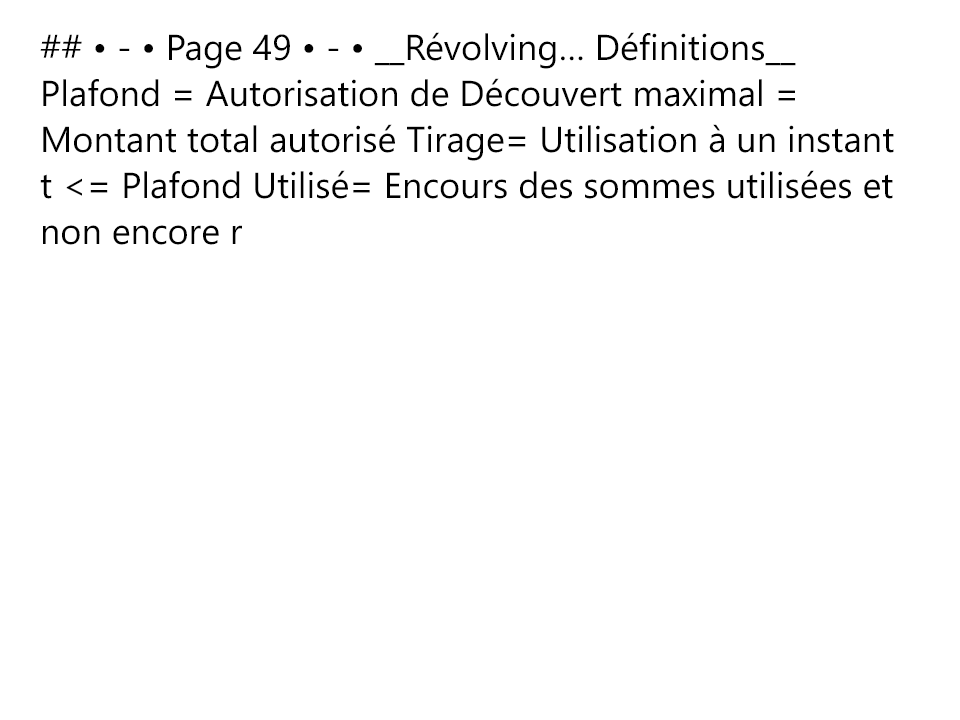 ## • - • Page 49 • - • __Révolving... Définitions__
Plafond = Autorisation de Découvert maximal =
Montant total autorisé Tirage= Utilisation à un instant
t <= Plafond Utilisé= Encours des sommes utilisées et
non encore r